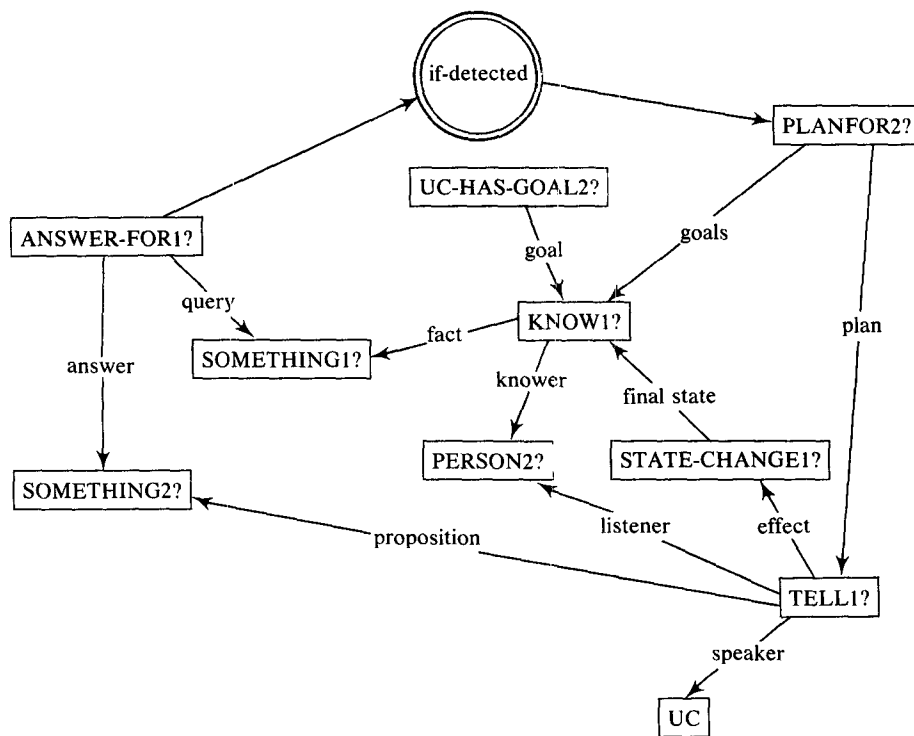 if-detected
PLANFOR2?
UC-HAS-GOAL2?
ANSWER-FOR1?
goals
goal
query
KNOW1?
plan
fact
SOMETHING1?
answer
knower
final state
PERSON2?
STATE-CHANGE1?
SOMETHING2?
listener
effect
proposition
TELL1?
speaker
UC